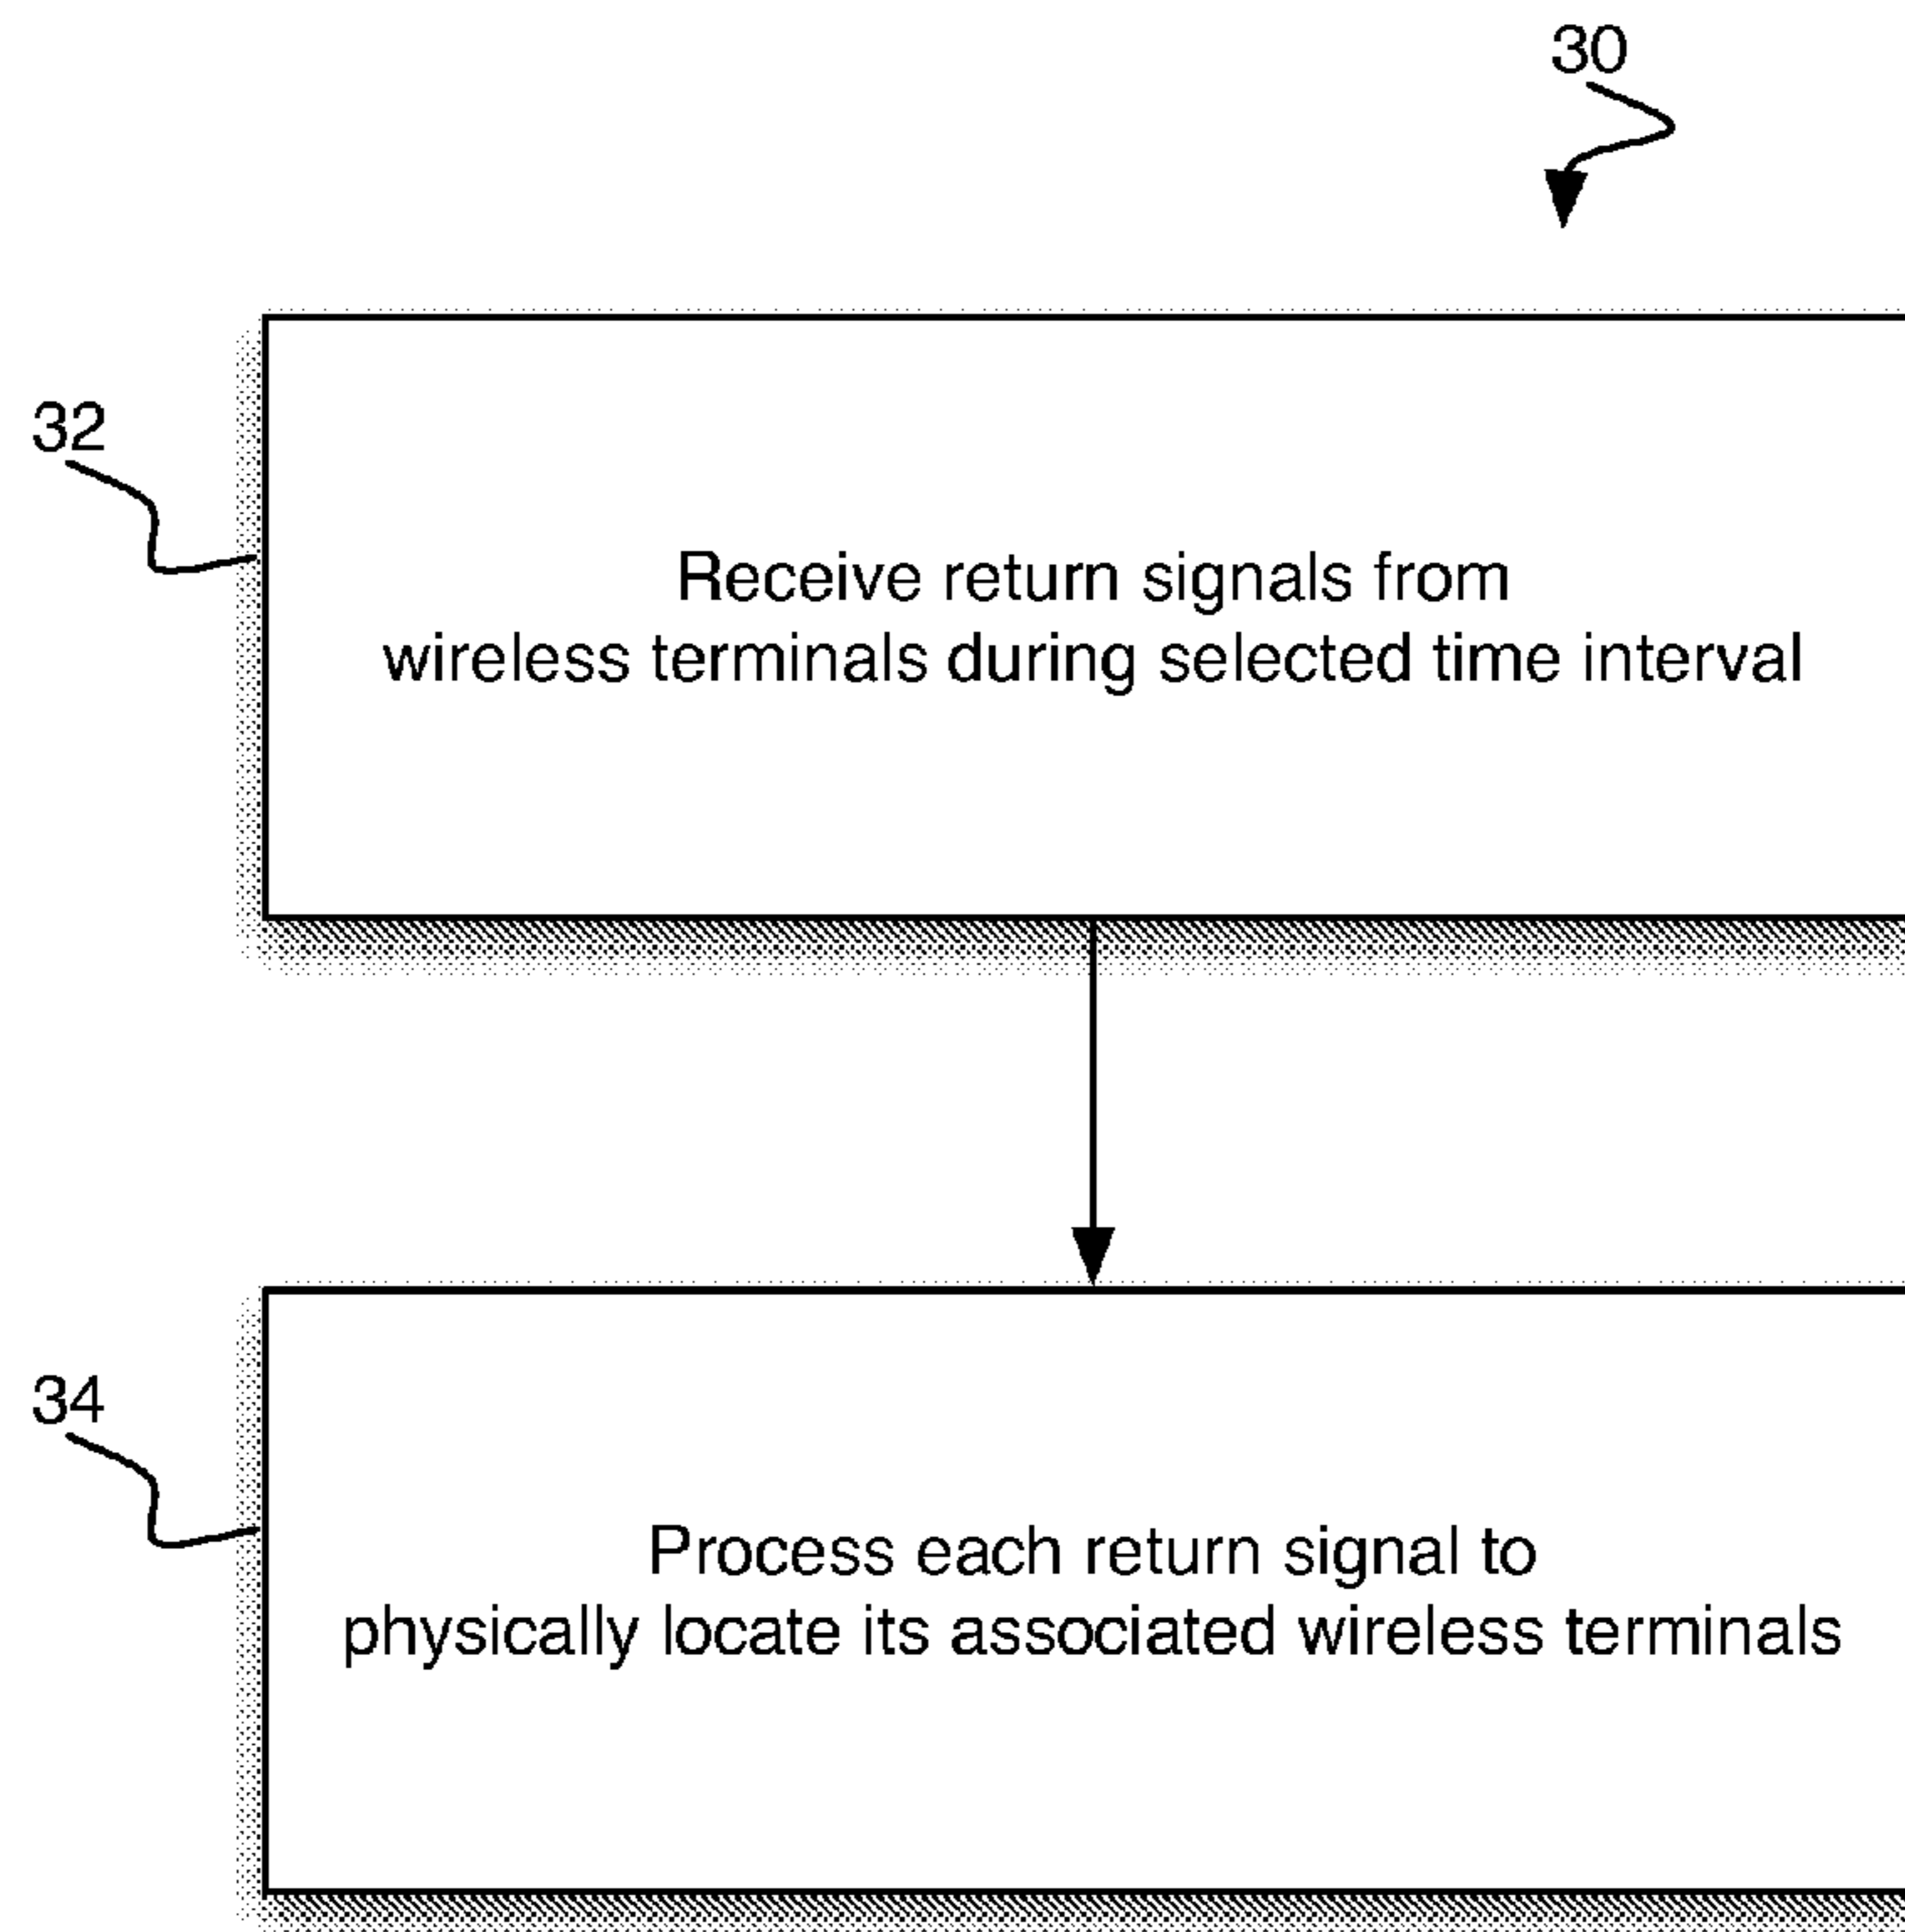 30
32
Receive return signals from
wireless terminals during selected time interval
34
Process each return signal to
physically locate its associated wireless terminals